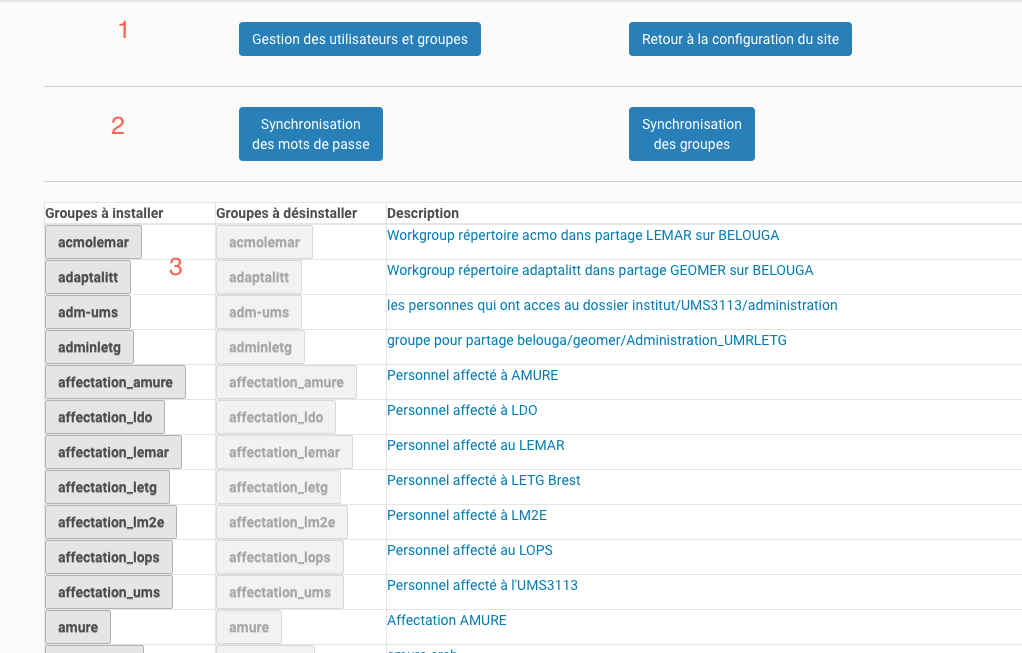 1
Gestion des utilisateurs et groupes
Retour à la configuration du site
2
Synchronisation
des mots de passe
Synchronisation
des groupes
Groupes à installer Groupes à désinstaller Description
acmolemar acmolemar Workgroup répertoire acmo dans partage LEMAR sur BELOUGA
3
adaptalitt adaptalitt Workgroup répertoire adaptalitt dans partage GEOMER sur BELOUGA
adm-ums adm-ums les personnes qui ont acces au dossier institut/UMS3113/administration
adminletg adminletg groupe pour partage belouga/geomer/Administration_UMRLETG
affectation_amure affectation_amure Personnel affecté à AMURE
affectation_ldo affectation_ldo Personnel affecté à LDO
affectation_lemar affectation_lemar Personnel affecté au LEMAR
affectation_letg affectation_letg Personnel affecté à LETG Brest
affectation_lm2e affectation_lm2e Personnel affecté à LM2E
affectation_lops affectation_lops Personnel affecté au LOPS
affectation_ums affectation_ums Personnel affecté à l'UMS3113
amure amure Affectation AMURE